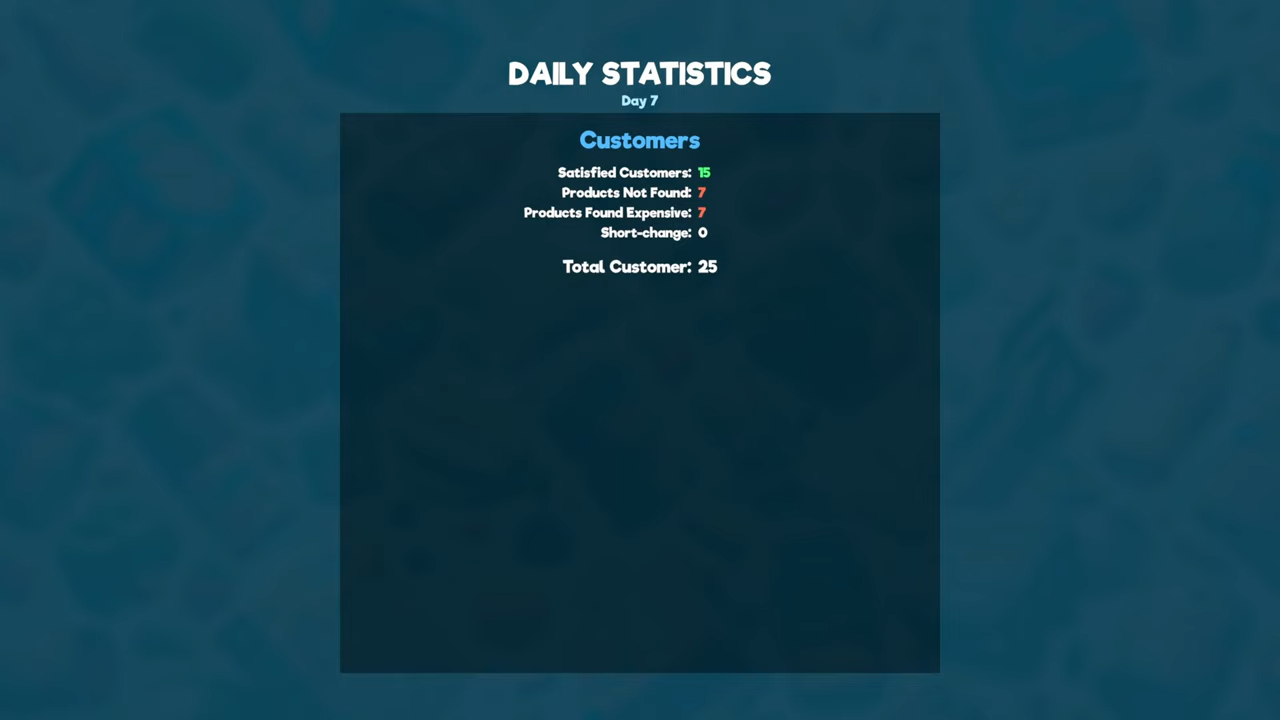 DAILY STATISTICS
Day 7
Customers
Satisfied Customers: 15
Products Not Found: 7
Products Found Expensive: 7
Short-change: 0
Total Customer: 25